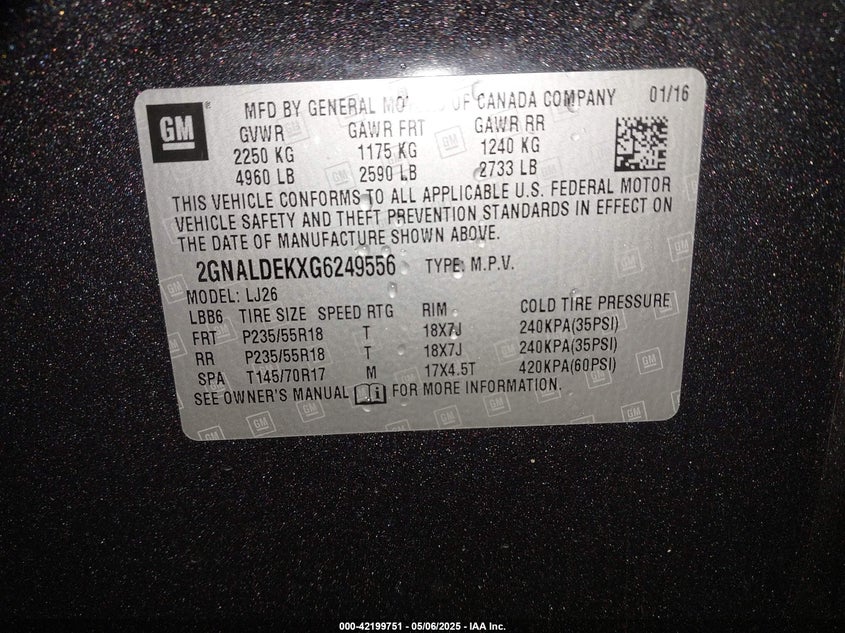 GM
MFD BY GENERAL MOTORS OF CANADA COMPANY 01/16
GVWR GAWR FRT GAWR RR
2250 KG 1175 KG 1240 KG
4960 LB 2590 LB 2733 LB
THIS VEHICLE CONFORMS TO ALL APPLICABLE U.S. FEDERAL MOTOR
VEHICLE SAFETY AND THEFT PREVENTION STANDARDS IN EFFECT ON
THE DATE OF MANUFACTURE SHOWN ABOVE.
2GNALDEKXG6249556 TYPE: M.P.V.
MODEL: LJ26
LBB6 TIRE SIZE SPEED RTG RIM COLD TIRE PRESSURE
FRT P235/55R18 T 18X7J 240KPA(35PSI)
RR P235/55R18 T 18X7J 240KPA(35PSI)
SPA T145/70R17 M 17X4.5T 420KPA(60PSI)
SEE OWNER'S MANUAL i FOR MORE INFORMATION.
000-42199751 - 05/06/2025 - IAA Inc.